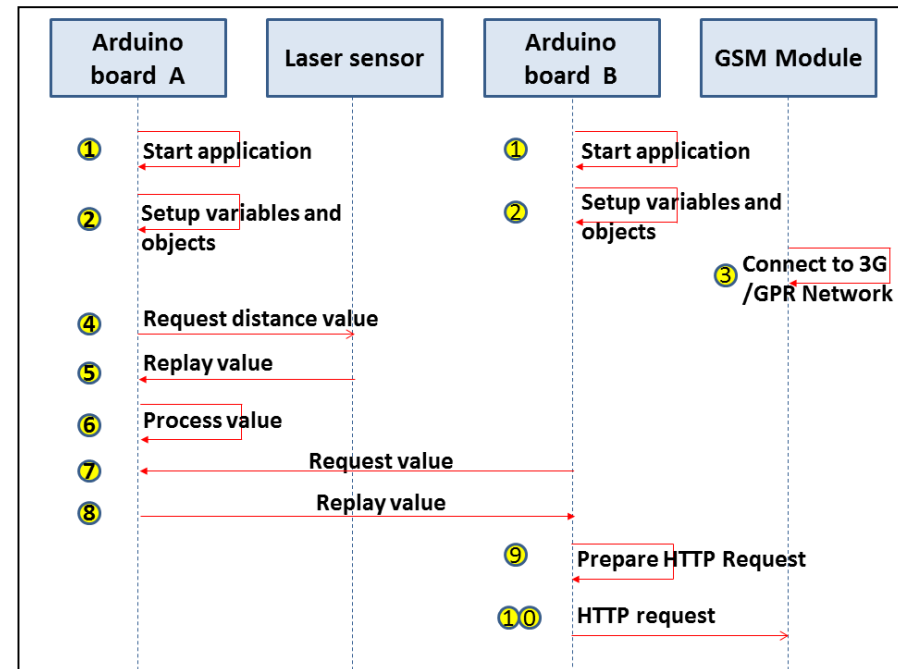 Arduino
board A
Laser sensor
Arduino
board B
GSM Module
1 Start application
1 Start application
2 Setup variables and
objects
2 Setup variables and
objects
3 Connect to 3G
/GPR Network
4 Request distance value
5 Replay value
6 Process value
7 Request value
8 Replay value
9 Prepare HTTP Request
10 HTTP request